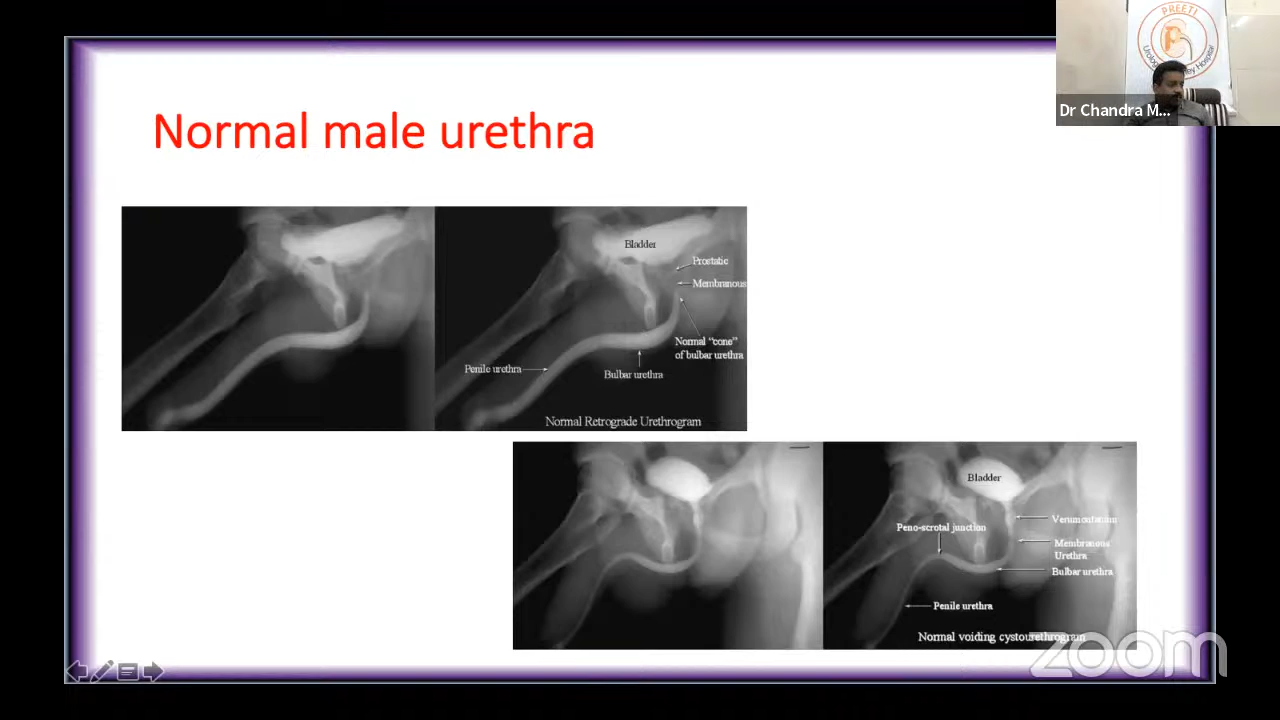 PREETI
Dr Chandra M...
Normal male urethra
Bladder
Prostatic
Membranous
Normal “cone”
of bulbar urethra
Penile urethra
Bulbar urethra
Normal Retrograde Urethrogram
Bladder
Peno-scrotal junction
Verumontanum
Membranous
Urethra
Bulbar urethra
Penile urethra
Normal voiding cystourethrogram
zoom